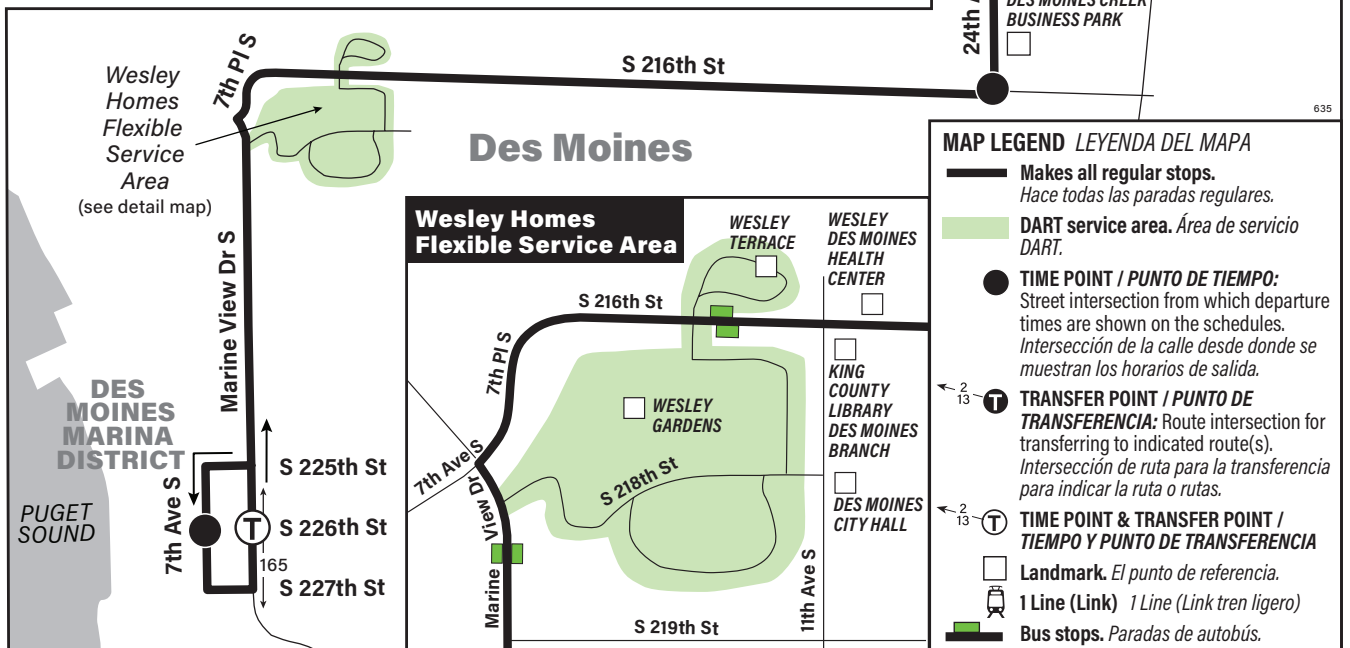 DES MOINES CREEK
BUSINESS PARK
24th A
S 216th St
7th Pl S
Wesley
Homes
Flexible
Service
Area
(see detail map)
Des Moines
635
Marine View Dr S
DES
MOINES
MARINA
DISTRICT
PUGET
SOUND
7th Ave S
S 225th St
T
S 226th St
165
S 227th St
Wesley Homes
Flexible Service Area
WESLEY
TERRACE
WESLEY
DES MOINES
HEALTH
CENTER
S 216th St
7th Pl S
KING
COUNTY
LIBRARY
DES MOINES
BRANCH
WESLEY
GARDENS
7th Ave S
S 218th St
DES MOINES
CITY HALL
Marine View Dr
11th Ave S
S 219th St
MAP LEGEND LEYENDA DEL MAPA
Makes all regular stops.
Hace todas las paradas regulares.
DART service area. Área de servicio
DART.
TIME POINT / PUNTO DE TIEMPO:
Street intersection from which departure
times are shown on the schedules.
Intersección de la calle desde donde se
muestran los horarios de salida.
2
13
T
TRANSFER POINT / PUNTO DE
TRANSFERENCIA: Route intersection for
transferring to indicated route(s).
Intersección de ruta para la transferencia
para indicar la ruta o rutas.
2
13
T
TIME POINT & TRANSFER POINT /
TIEMPO Y PUNTO DE TRANSFERENCIA
Landmark. El punto de referencia.
1 Line (Link) 1 Line (Link tren ligero)
Bus stops. Paradas de autobús.